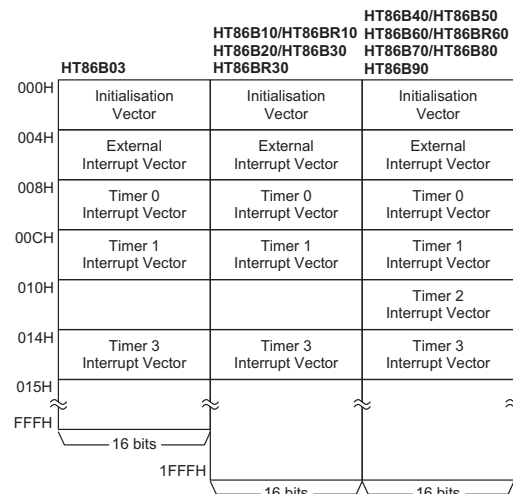 HT86B03
HT86B10/HT86BR10
HT86B20/HT86B30
HT86BR30
HT86B40/HT86B50
HT86B60/HT86BR60
HT86B70/HT86B80
HT86B90
000H
Initialisation
Vector
Initialisation
Vector
Initialisation
Vector
004H
External
Interrupt Vector
External
Interrupt Vector
External
Interrupt Vector
008H
Timer 0
Interrupt Vector
Timer 0
Interrupt Vector
Timer 0
Interrupt Vector
00CH
Timer 1
Interrupt Vector
Timer 1
Interrupt Vector
Timer 1
Interrupt Vector
010H
Timer 2
Interrupt Vector
014H
Timer 3
Interrupt Vector
Timer 3
Interrupt Vector
Timer 3
Interrupt Vector
015H
FFFH
16 bits
1FFFH
16 bits
16 bits